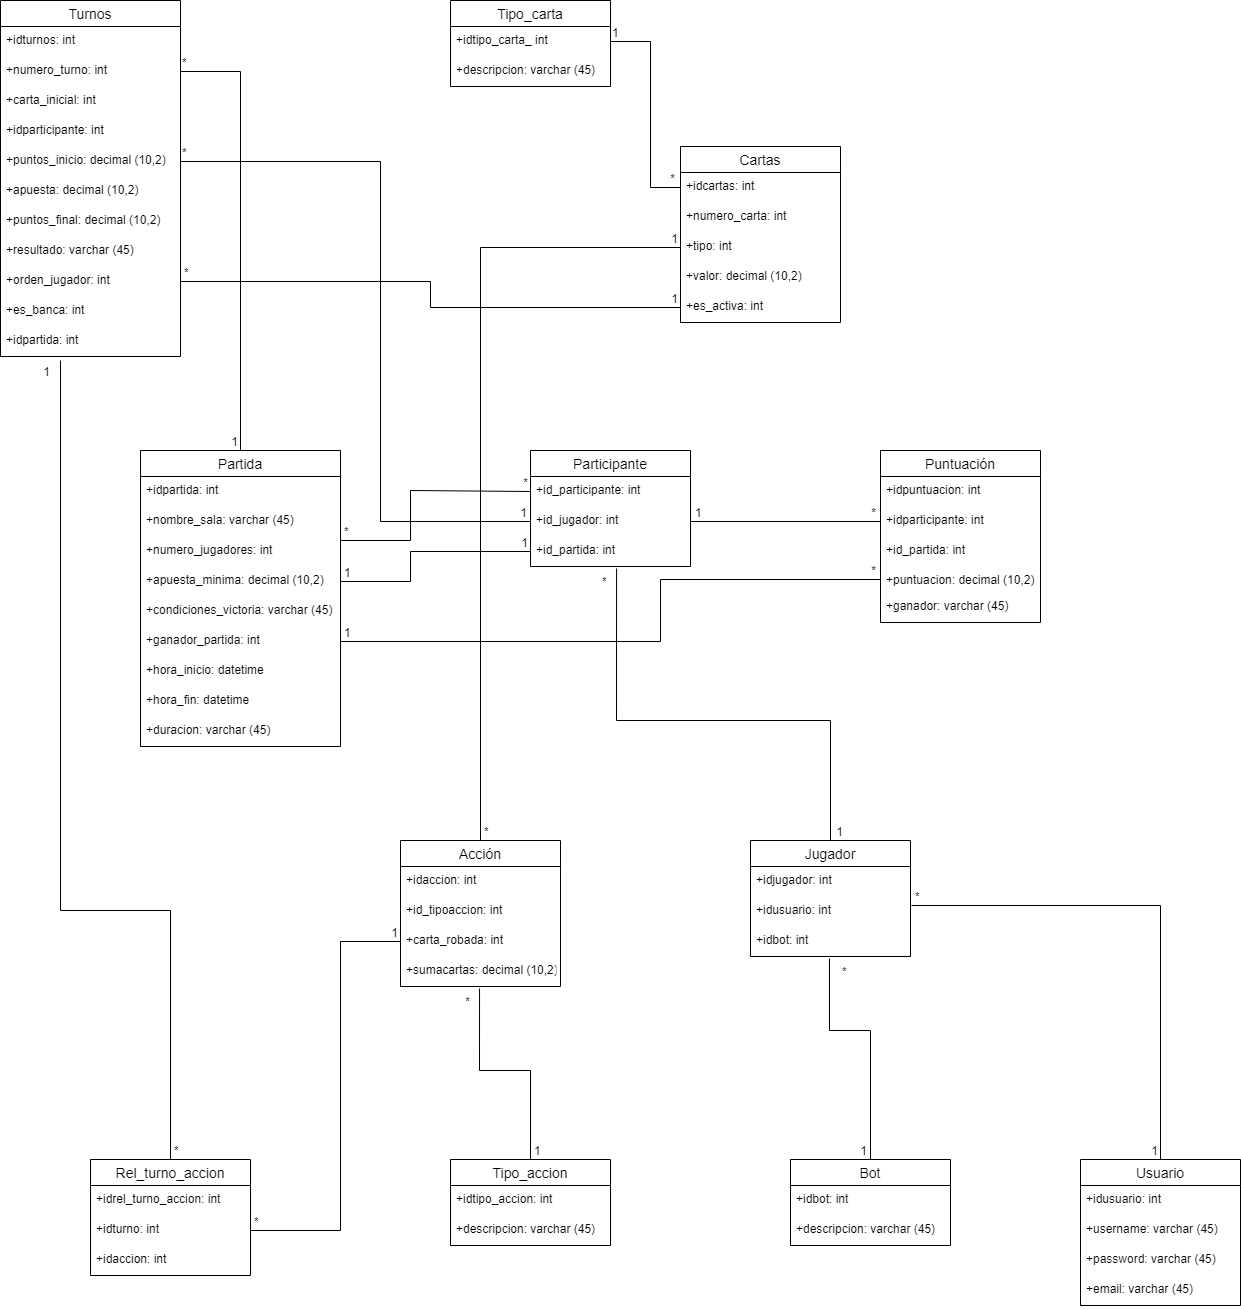 Turnos
+idturnos: int
+numero_turno: int
+carta_inicial: int
+idparticipante: int
+puntos_inicio: decimal (10,2)
+apuesta: decimal (10,2)
+puntos_final: decimal (10,2)
+resultado: varchar (45)
+orden_jugador: int
+es_banca: int
+idpartida: int
*
*
*
1
Tipo_carta
+idtipo_carta_ int
+descripcion: varchar (45)
1
*
Cartas
+idcartas: int
+numero_carta: int
+tipo: int
+valor: decimal (10,2)
+es_activa: int
1
1
1
Partida
+idpartida: int
+nombre_sala: varchar (45)
+numero_jugadores: int
+apuesta_minima: decimal (10,2)
+condiciones_victoria: varchar (45)
+ganador_partida: int
+hora_inicio: datetime
+hora_fin: datetime
+duracion: varchar (45)
*
1
1
*
1
1
Participante
+id_participante: int
+id_jugador: int
+id_partida: int
1
*
*
*
Puntuación
+idpuntuacion: int
+idparticipante: int
+id_partida: int
+puntuacion: decimal (10,2)
+ganador: varchar (45)
*
Acción
+idaccion: int
+id_tipoaccion: int
+carta_robada: int
+sumacartas: decimal (10,2)
1
*
1
Jugador
+idjugador: int
+idusuario: int
+idbot: int
*
*
*
Rel_turno_accion
+idrel_turno_accion: int
+idturno: int
+idaccion: int
*
1
Tipo_accion
+idtipo_accion: int
+descripcion: varchar (45)
1
Bot
+idbot: int
+descripcion: varchar (45)
1
Usuario
+idusuario: int
+username: varchar (45)
+password: varchar (45)
+email: varchar (45)